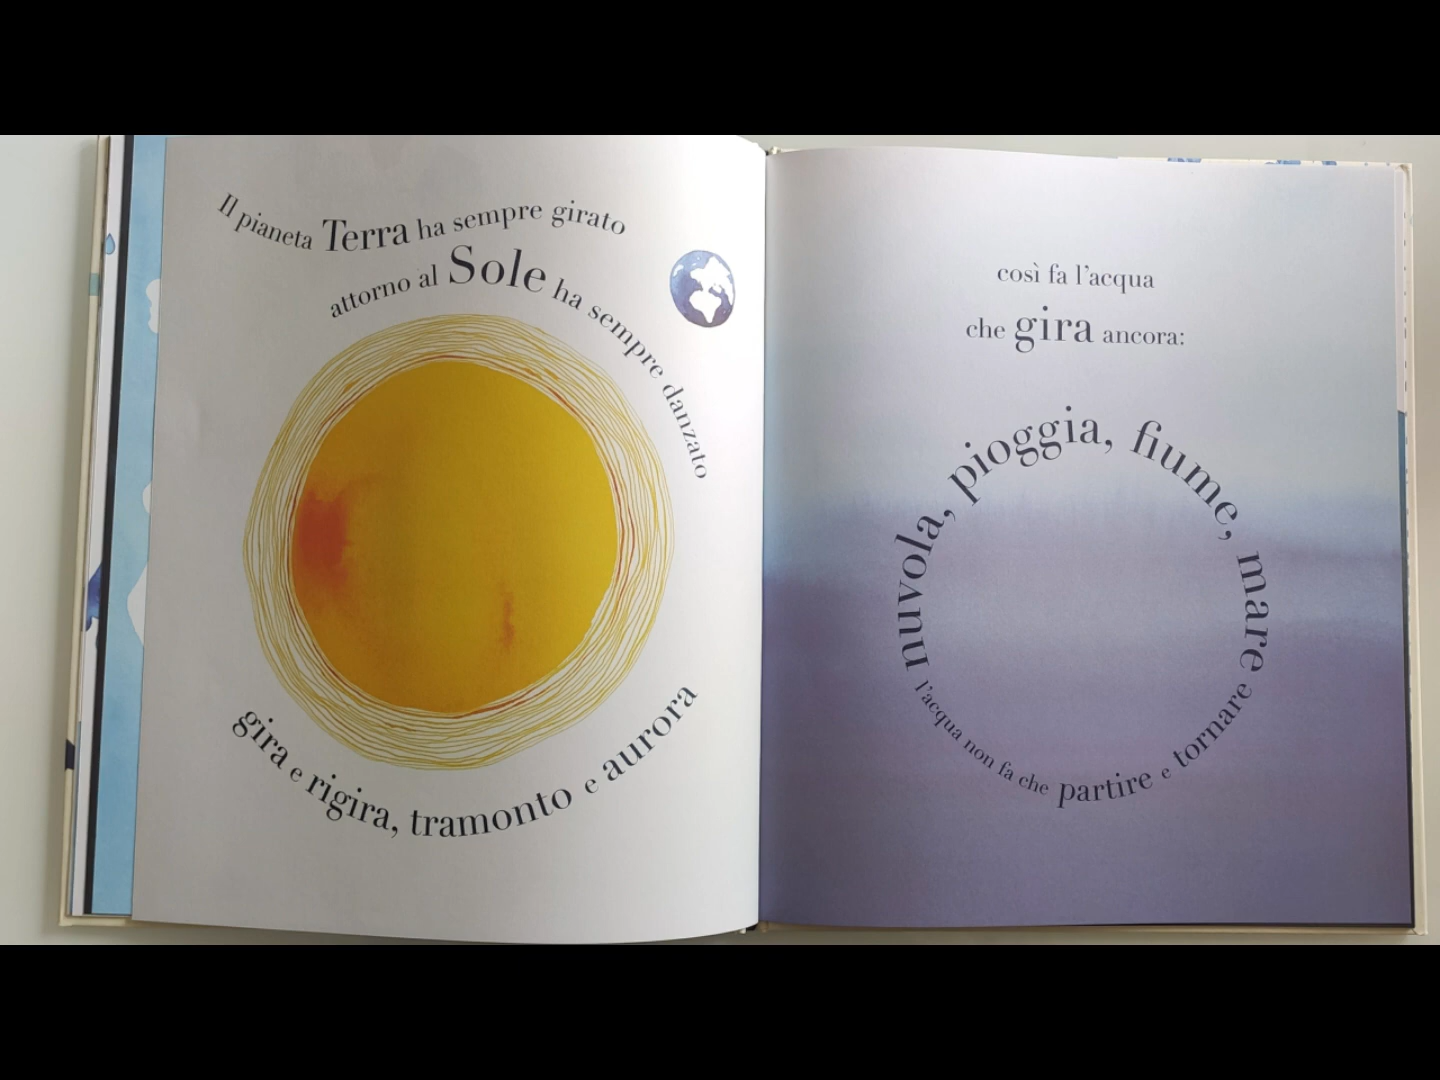 Il pianeta Terra ha sempre girato
attorno al Sole ha sempre danzato
gira e rigira, tramonto e aurora
così fa l'acqua
che gira ancora:
nuvola, pioggia, fiume, mare
l'acqua non fa che partire e tornare